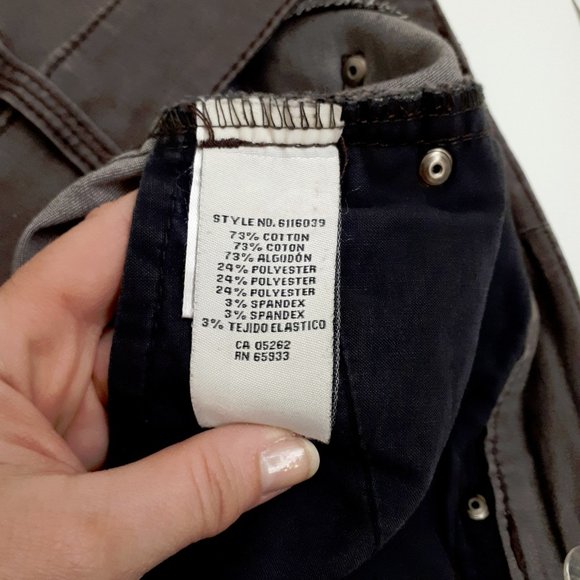 STYLE NO. 6116039
73% COTTON
73% COTTON
73% ALGODÓN
24% POLYESTER
24% POLYESTER
24% POLYESTER
3% SPANDEX
3% SPANDEX
3% TEJIDO ELASTICO
CA 05262
RN 65933